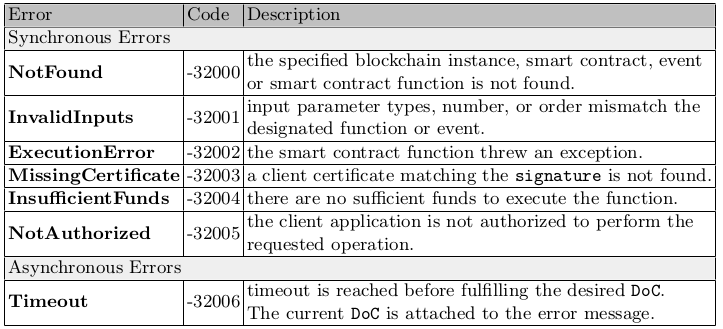 Error Code Description
Synchronous Errors
NotFound -32000 the specified blockchain instance, smart contract, event
or smart contract function is not found.
InvalidInputs -32001 input parameter types, number, or order mismatch the
designated function or event.
ExecutionError -32002 the smart contract function threw an exception.
MissingCertificate -32003 a client certificate matching the signature is not found.
InsufficientFunds -32004 there are no sufficient funds to execute the function.
NotAuthorized -32005 the client application is not authorized to perform the
requested operation.
Asynchronous Errors
Timeout -32006 timeout is reached before fulfilling the desired DoC.
The current DoC is attached to the error message.